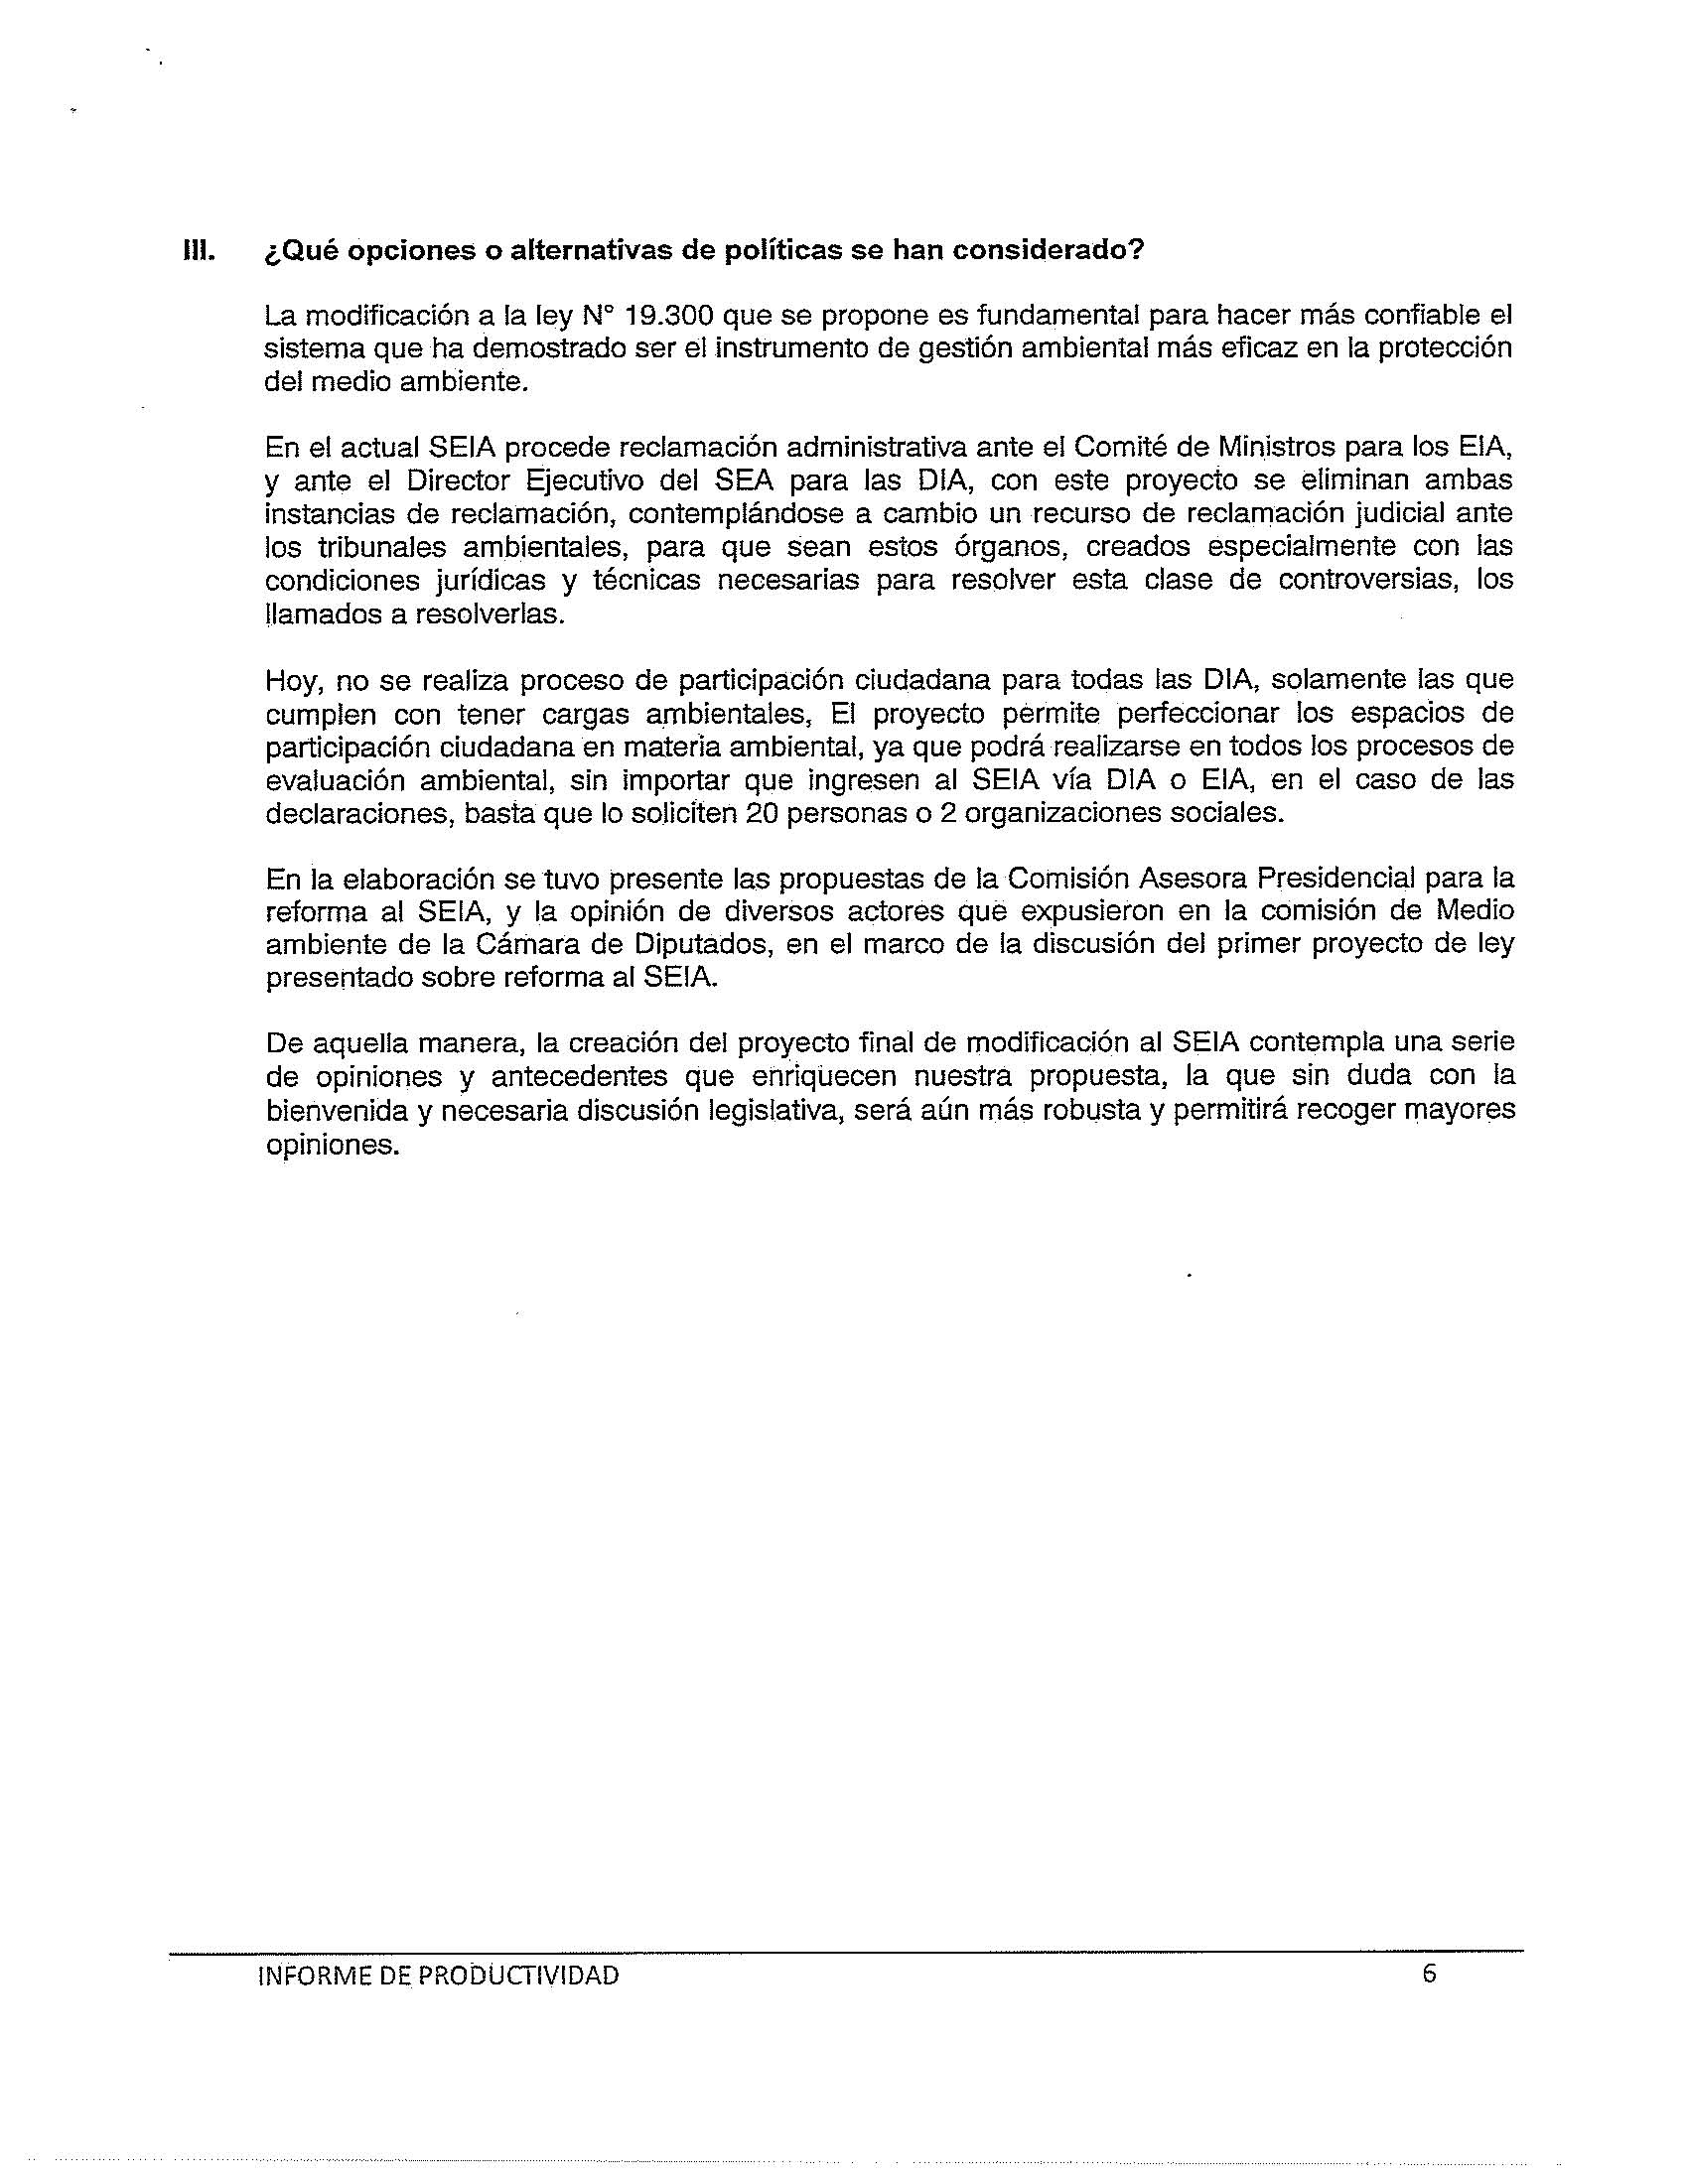 III. ¿Qué opciones o alternativas de políticas se han considerado?
La modificación a la ley N° 19.300 que se propone es fundamental para hacer más confiable el
sistema que ha demostrado ser el instrumento de gestión ambiental más eficaz en la protección
del medio ambiente.
En el actual SEIA procede reclamación administrativa ante el Comité de Ministros para los EIA,
y ante el Director Ejecutivo del SEA para las DIA, con este proyecto se eliminan ambas
instancias de reclamación, contemplándose a cambio un recurso de reclamación judicial ante
los tribunales ambientales, para que sean estos órganos, creados especialmente con las
condiciones jurídicas y técnicas necesarias para resolver esta clase de controversias, los
llamados a resolverlas.
Hoy, no se realiza proceso de participación ciudadana para todas las DIA, solamente las que
cumplen con tener cargas ambientales, El proyecto permite perfeccionar los espacios de
participación ciudadana en materia ambiental, ya que podrá realizarse en todos los procesos de
evaluación ambiental, sin importar que ingresen al SEIA vía DIA o EIA, en el caso de las
declaraciones, basta que lo soliciten 20 personas o 2 organizaciones sociales.
En la elaboración se tuvo presente las propuestas de la Comisión Asesora Presidencial para la
reforma al SEIA, y la opinión de diversos actores que expusieron en la comisión de Medio
ambiente de la Cámara de Diputados, en el marco de la discusión del primer proyecto de ley
presentado sobre reforma al SEIA.
De aquella manera, la creación del proyecto final de modificación al SEIA contempla una serie
de opiniones y antecedentes que enriquecen nuestra propuesta, la que sin duda con la
bienvenida y necesaria discusión legislativa, será aún más robusta y permitirá recoger mayores
opiniones.
INFORME DE PRODUCTIVIDAD 6